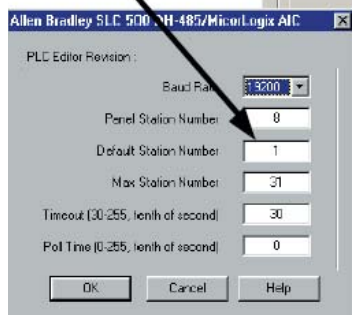 Allen Bradley SLC 500 DH-485/MicorLogix AIC
PLC Editor Revision :
Baud Rate 19200
Panel Station Number 8
Default Station Number 1
Max Station Number 31
Timeout (30-255, tenth of second) 30
Poll Time (0-255, tenth of second) 0
OK Cancel Help